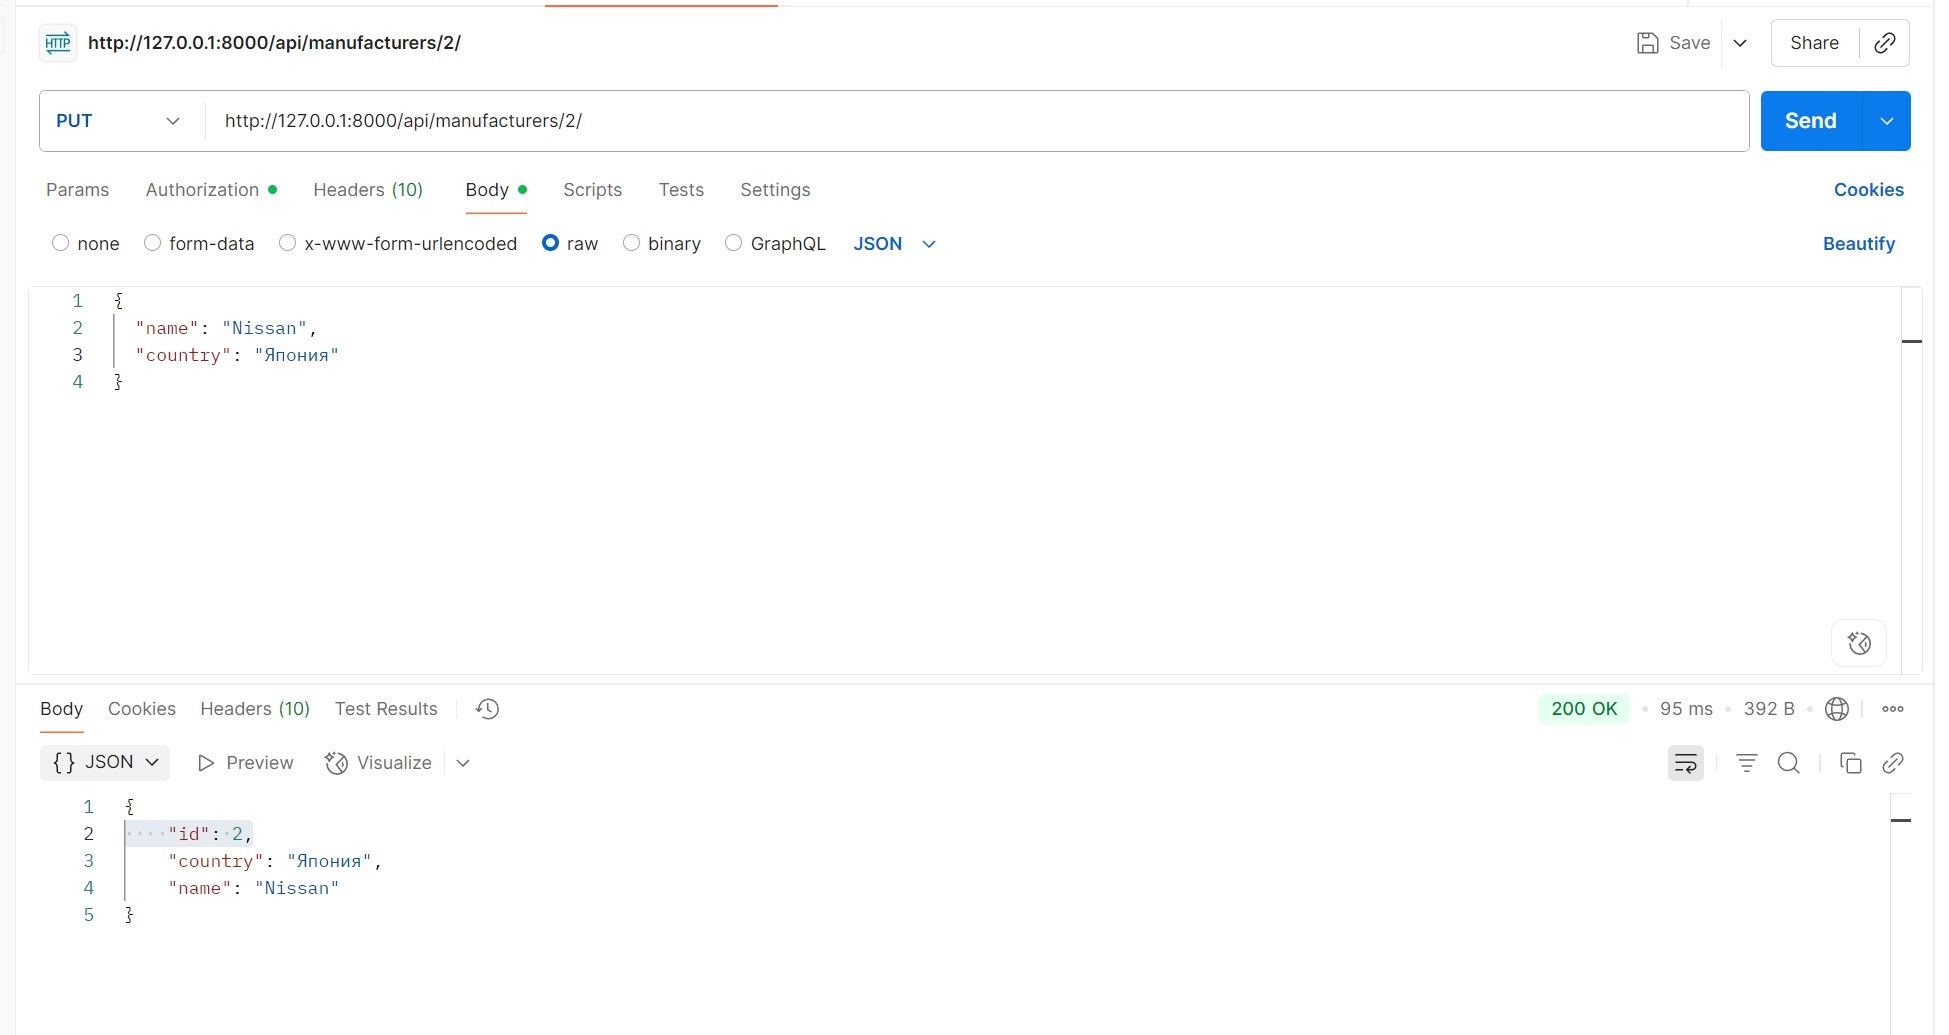 HTTP http://127.0.0.1:8000/api/manufacturers/2/ Save Share
PUT http://127.0.0.1:8000/api/manufacturers/2/ Send
Params Authorization Headers (10) Body Scripts Tests Settings Cookies
none form-data x-www-form-urlencoded raw binary GraphQL JSON Beautify
1 {
2 "name": "Nissan",
3 "country": "Япония"
4 }
Body Cookies Headers (10) Test Results 200 OK • 95 ms • 392 B •
{} JSON Preview Visualize
1 {
2 ····"id":·2,
3 "country": "Япония",
4 "name": "Nissan"
5 }